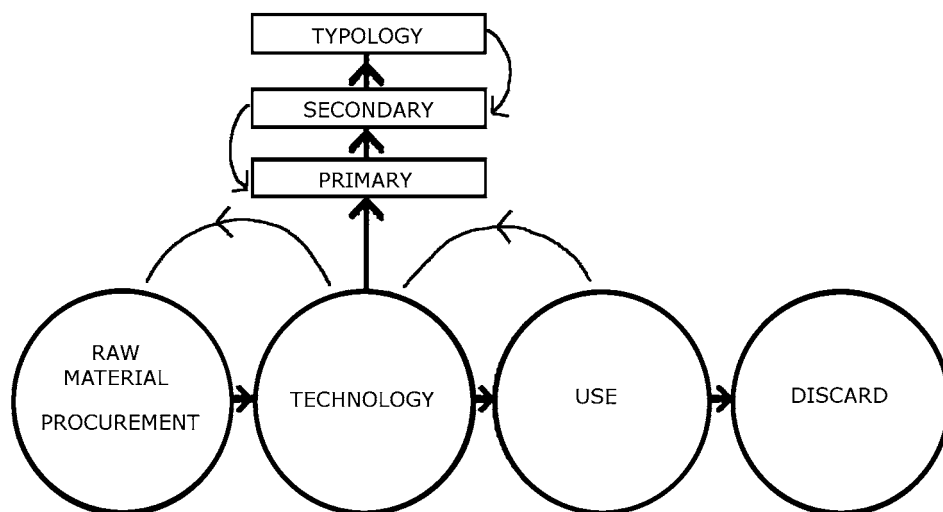 TYPOLOGY
SECONDARY
PRIMARY
RAW
MATERIAL
PROCUREMENT
TECHNOLOGY
USE
DISCARD